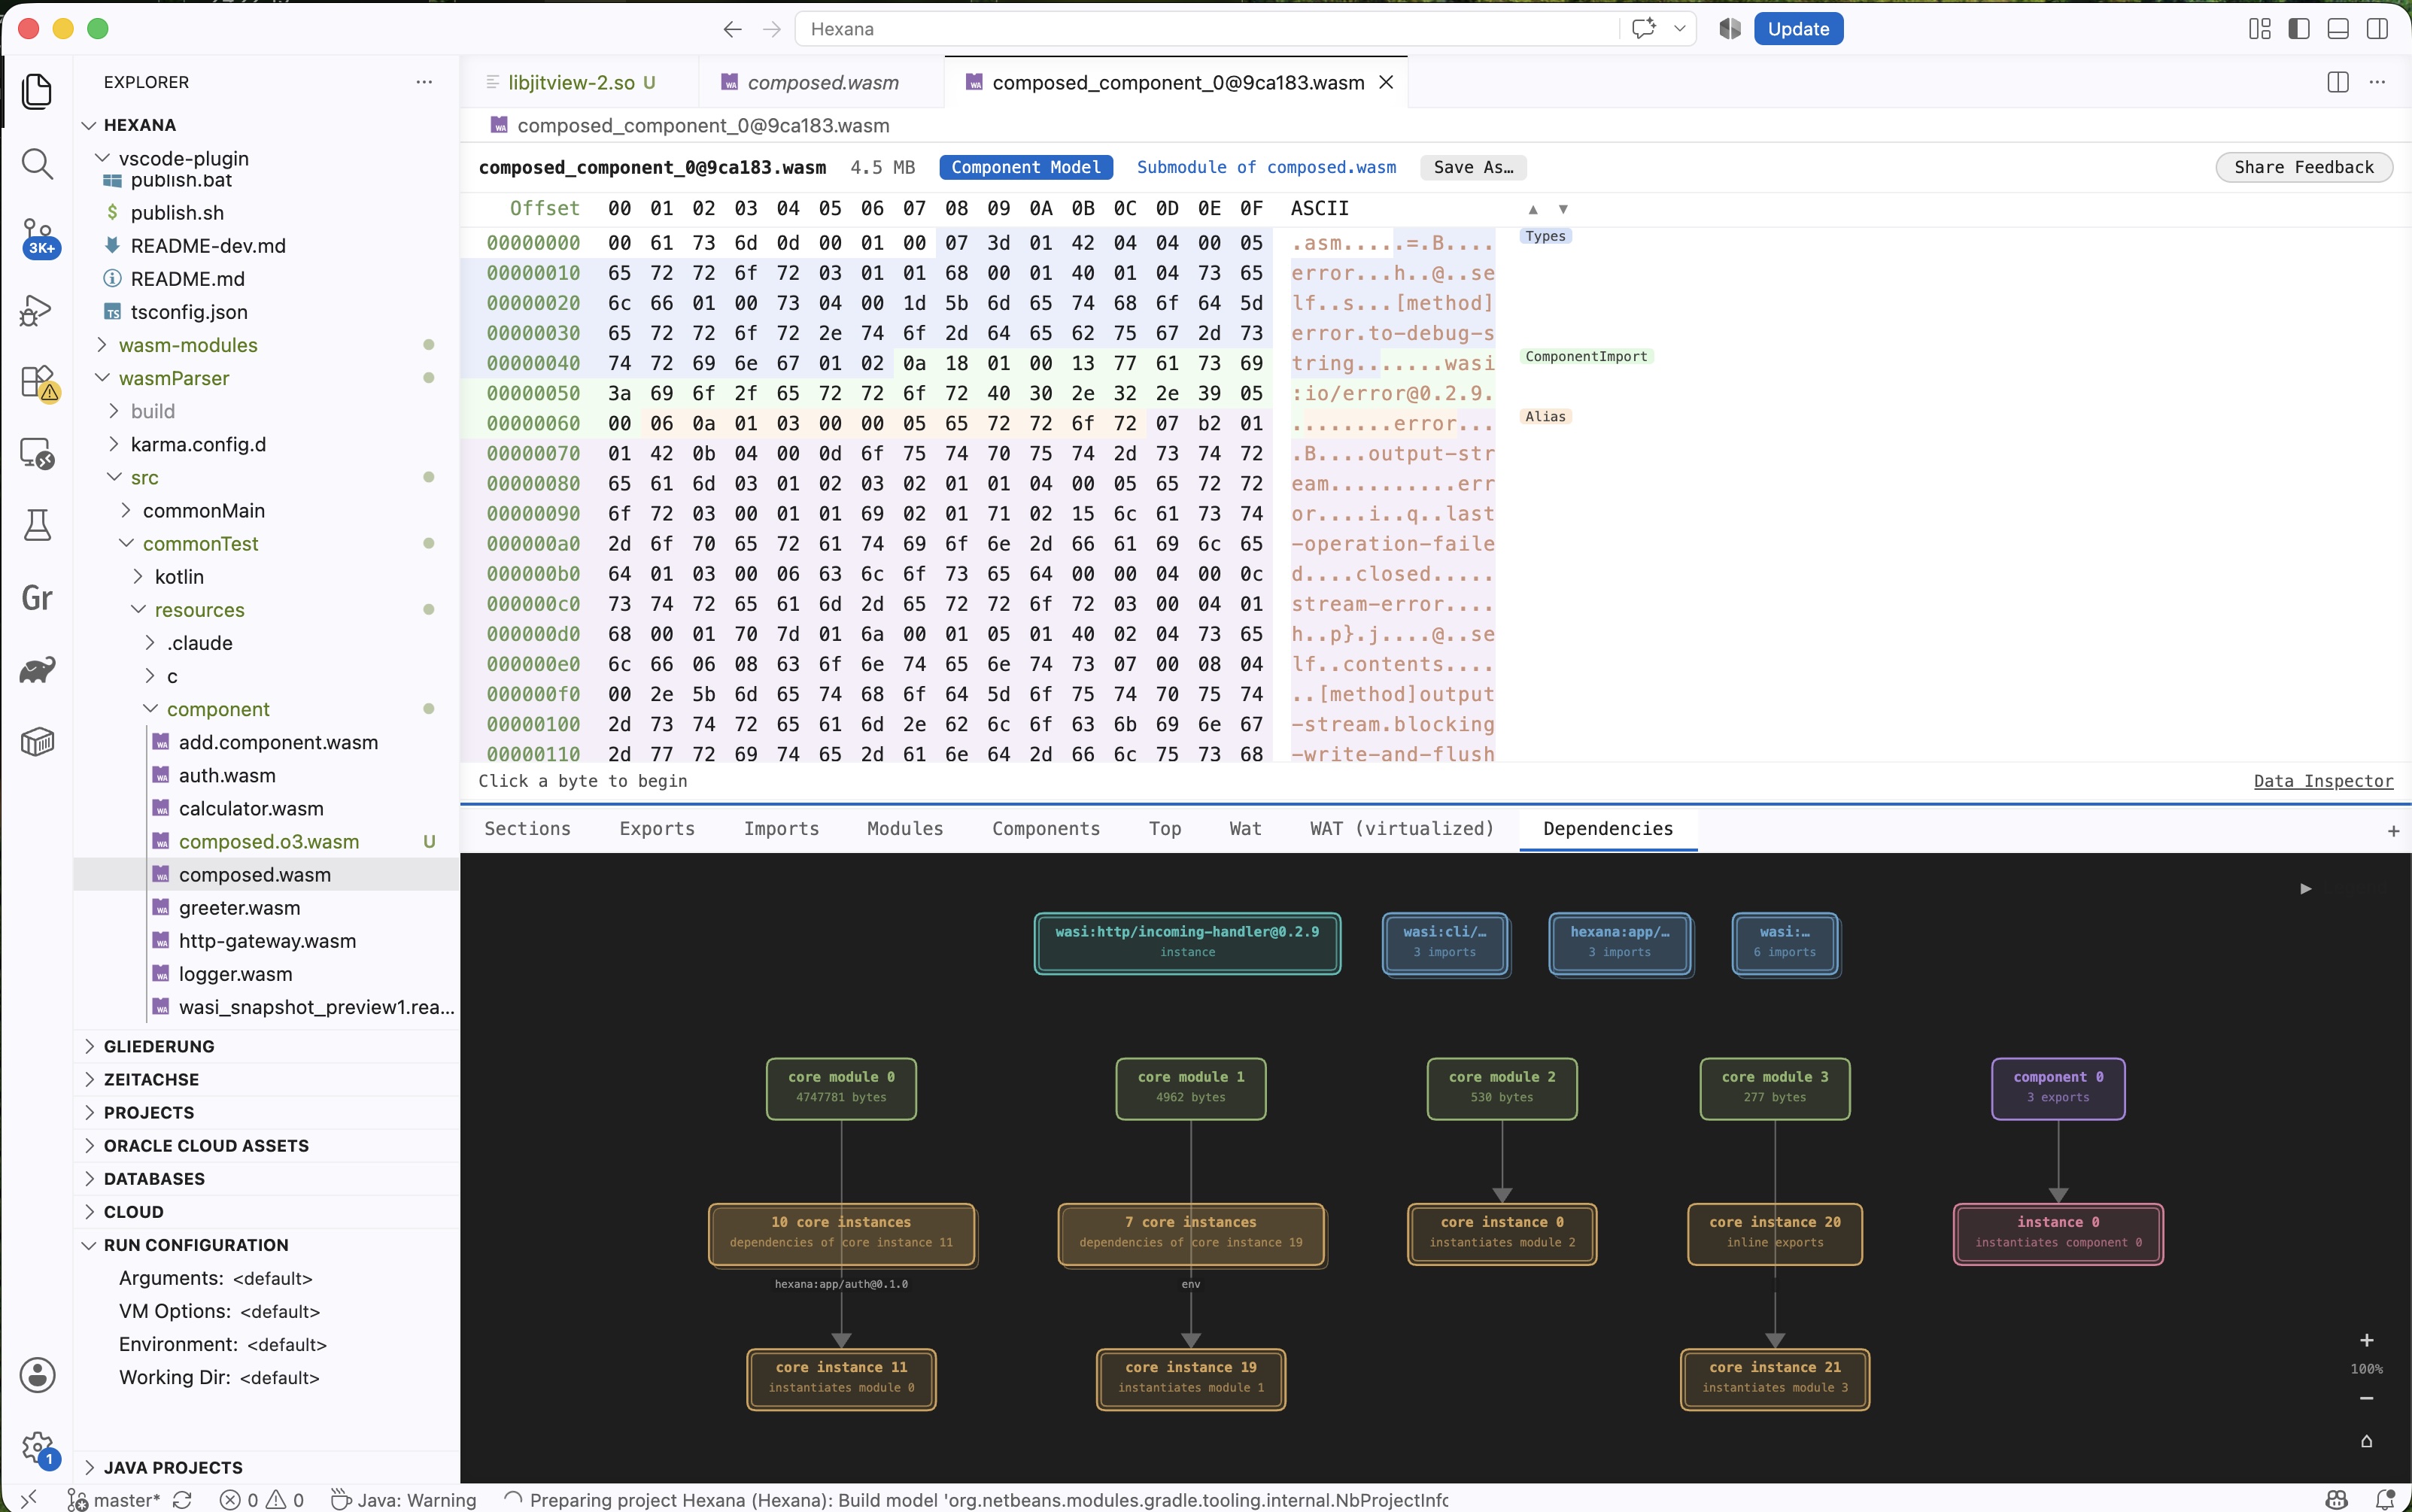 Hexana
Update
EXPLORER
HEXANA
vscode-plugin
publish.bat
publish.sh
README-dev.md
README.md
tsconfig.json
wasm-modules
wasmParser
build
karma.config.d
src
commonMain
commonTest
kotlin
resources
.claude
c
component
add.component.wasm
auth.wasm
calculator.wasm
composed.o3.wasm U
composed.wasm
greeter.wasm
http-gateway.wasm
logger.wasm
wasi_snapshot_preview1.rea...
GLIEDERUNG
ZEITACHSE
PROJECTS
ORACLE CLOUD ASSETS
DATABASES
CLOUD
RUN CONFIGURATION
Arguments: <default>
VM Options: <default>
Environment: <default>
Working Dir: <default>
JAVA PROJECTS
3K+
Gr
1
libjitview-2.so U
composed.wasm
composed_component_0@9ca183.wasm
composed_component_0@9ca183.wasm
composed_component_0@9ca183.wasm 4.5 MB Component Model Submodule of composed.wasm Save As… Share Feedback
Offset 00 01 02 03 04 05 06 07 08 09 0A 0B 0C 0D 0E 0F ASCII
00000000 00 61 73 6d 0d 00 01 00 07 3d 01 42 04 04 00 05 .asm.....=.B.... Types
00000010 65 72 72 6f 72 03 01 01 68 00 01 40 01 04 73 65 error...h..@..se
00000020 6c 66 01 00 73 04 00 1d 5b 6d 65 74 68 6f 64 5d lf..s...[method]
00000030 65 72 72 6f 72 2e 74 6f 2d 64 65 62 75 67 2d 73 error.to-debug-s
00000040 74 72 69 6e 67 01 02 0a 18 01 00 13 77 61 73 69 tring.......wasi ComponentImport
00000050 3a 69 6f 2f 65 72 72 6f 72 40 30 2e 32 2e 39 05 :io/error@0.2.9.
00000060 00 06 0a 01 03 00 00 05 65 72 72 6f 72 07 b2 01 ........error... Alias
00000070 01 42 0b 04 00 0d 6f 75 74 70 75 74 2d 73 74 72 .B....output-str
00000080 65 61 6d 03 01 02 03 02 01 01 04 00 05 65 72 72 eam..........err
00000090 6f 72 03 00 01 01 69 02 01 71 02 15 6c 61 73 74 or....i..q..last
000000a0 2d 6f 70 65 72 61 74 69 6f 6e 2d 66 61 69 6c 65 -operation-faile
000000b0 64 01 03 00 06 63 6c 6f 73 65 64 00 00 04 00 0c d....closed.....
000000c0 73 74 72 65 61 6d 2d 65 72 72 6f 72 03 00 04 01 stream-error....
000000d0 68 00 01 70 7d 01 6a 00 01 05 01 40 02 04 73 65 h..p}.j....@..se
000000e0 6c 66 06 08 63 6f 6e 74 65 6e 74 73 07 00 08 04 lf..contents....
000000f0 00 2e 5b 6d 65 74 68 6f 64 5d 6f 75 74 70 75 74 ..[method]output
00000100 2d 73 74 72 65 61 6d 2e 62 6c 6f 63 6b 69 6e 67 -stream.blocking
00000110 2d 77 72 69 74 65 2d 61 6e 64 2d 66 6c 75 73 68 -write-and-flush
Click a byte to begin
Data Inspector
Sections Exports Imports Modules Components Top Wat WAT (virtualized) Dependencies
wasi:http/incoming-handler@0.2.9
instance
wasi:cli/…
3 imports
hexana:app/…
3 imports
wasi:…
6 imports
core module 0
4747781 bytes
core module 1
4962 bytes
core module 2
530 bytes
core module 3
277 bytes
component 0
3 exports
10 core instances
dependencies of core instance 11
7 core instances
dependencies of core instance 19
core instance 0
instantiates module 2
core instance 20
inline exports
instance 0
instantiates component 0
hexana:app/auth@0.1.0
env
core instance 11
instantiates module 0
core instance 19
instantiates module 1
core instance 21
instantiates module 3
100%
master* 0 0 Java: Warning Preparing project Hexana (Hexana): Build model 'org.netbeans.modules.gradle.tooling.internal.NbProjectInfo